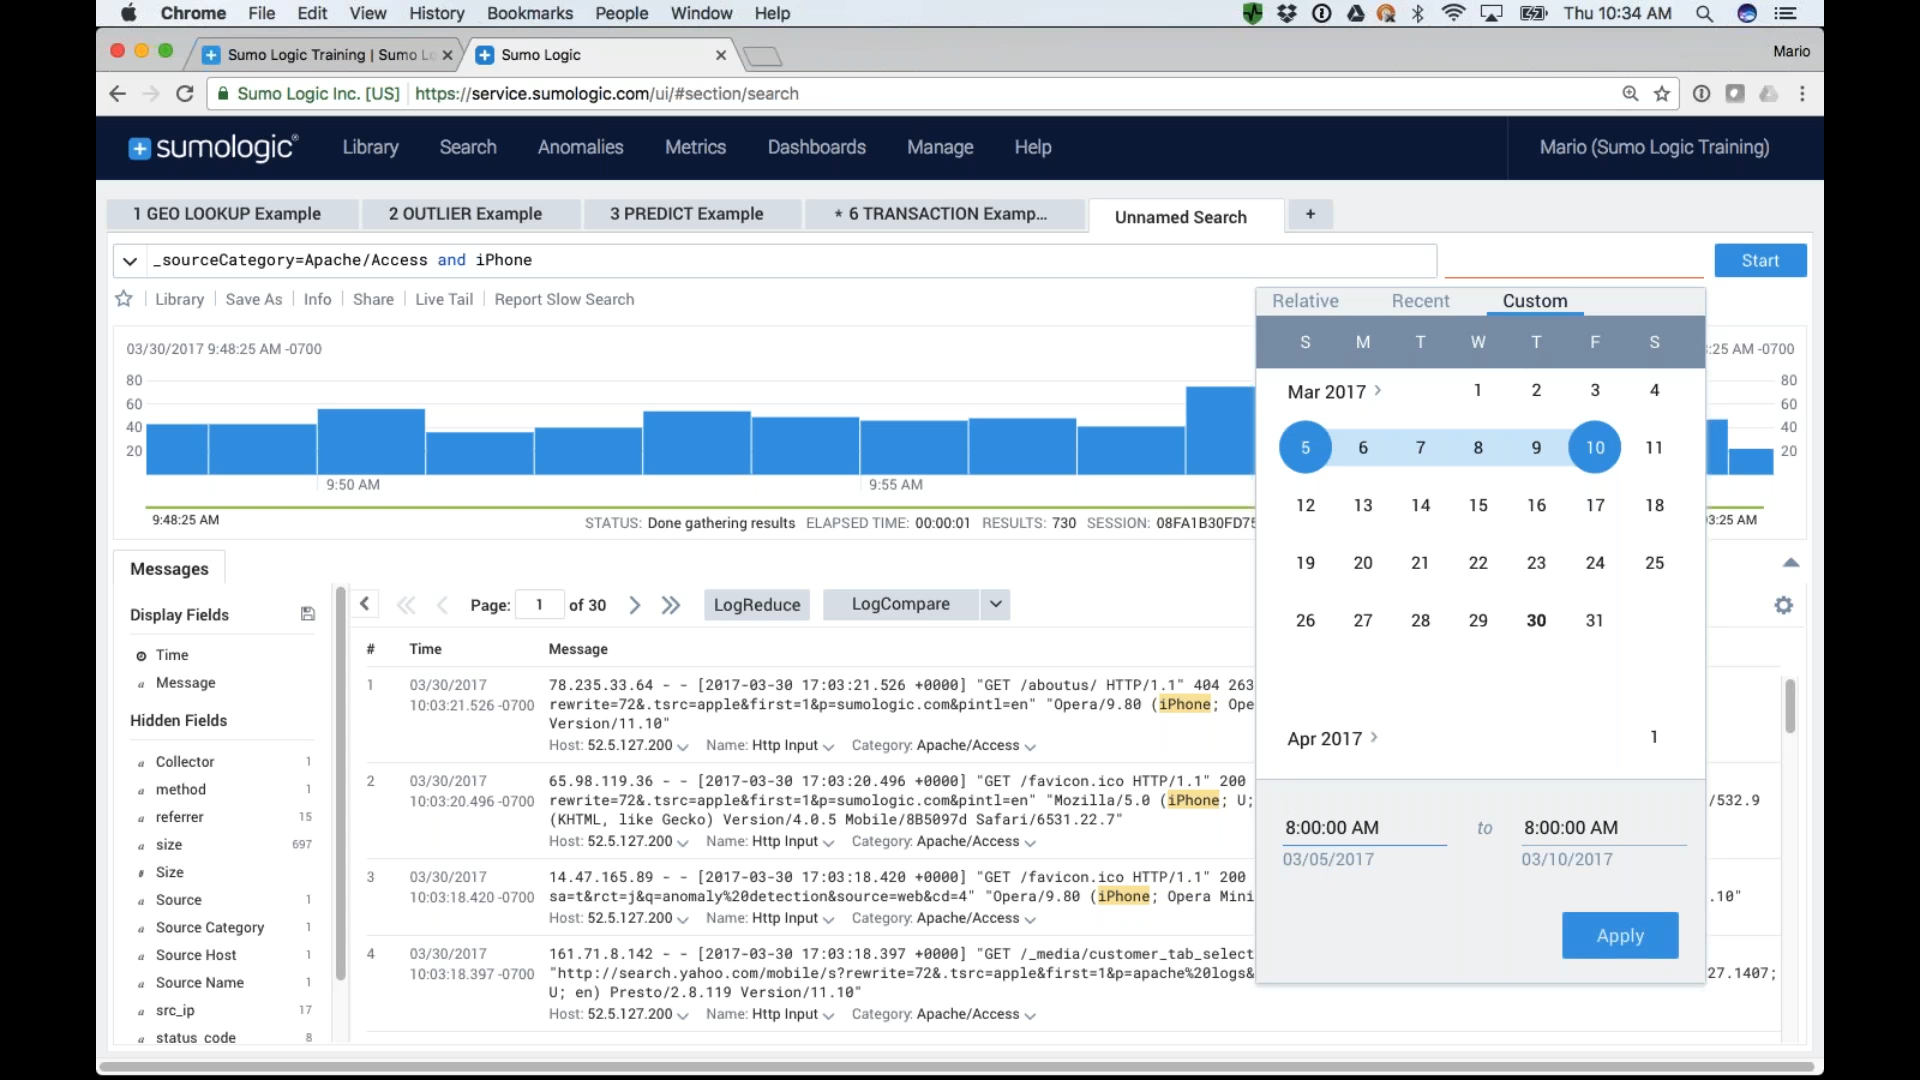 Chrome File Edit View History Bookmarks People Window Help Thu 10:34 AM
Sumo Logic Training | Sumo Lo Sumo Logic Mario
Sumo Logic Inc. [US] https://service.sumologic.com/ui/#section/search
sumologic Library Search Anomalies Metrics Dashboards Manage Help Mario (Sumo Logic Training)
1 GEO LOOKUP Example 2 OUTLIER Example 3 PREDICT Example * 6 TRANSACTION Examp... Unnamed Search +
_sourceCategory=Apache/Access and iPhone Start
Library Save As Info Share Live Tail Report Slow Search
03/30/2017 9:48:25 AM -0700 :25 AM -0700
80 80
60 60
40 40
20 20
9:50 AM 9:55 AM
9:48:25 AM 3:25 AM
STATUS: Done gathering results ELAPSED TIME: 00:00:01 RESULTS: 730 SESSION: 08FA1B30FD75
Relative Recent Custom
S M T W T F S
Mar 2017 1 2 3 4
5 6 7 8 9 10 11
12 13 14 15 16 17 18
19 20 21 22 23 24 25
26 27 28 29 30 31
Apr 2017 1
8:00:00 AM to 8:00:00 AM
03/05/2017 03/10/2017
Apply
Messages
Display Fields
Time
Message
Hidden Fields
Collector 1
method 1
referrer 15
size 697
Size
Source 1
Source Category 1
Source Host 1
Source Name 1
src_ip 17
status_code 8
Page: 1 of 30 LogReduce LogCompare
# Time Message
1 03/30/2017 78.235.33.64 - - [2017-03-30 17:03:21.526 +0000] "GET /aboutus/ HTTP/1.1" 404 263
10:03:21.526 -0700 rewrite=72&.tsrc=apple&first=1&p=sumologic.com&pintl=en" "Opera/9.80 (iPhone; Ope
Version/11.10"
Host: 52.5.127.200 Name: Http Input Category: Apache/Access
2 03/30/2017 65.98.119.36 - - [2017-03-30 17:03:20.496 +0000] "GET /favicon.ico HTTP/1.1" 200
10:03:20.496 -0700 rewrite=72&.tsrc=apple&first=1&p=sumologic.com&pintl=en" "Mozilla/5.0 (iPhone; U; /532.9
(KHTML, like Gecko) Version/4.0.5 Mobile/8B5097d Safari/6531.22.7"
Host: 52.5.127.200 Name: Http Input Category: Apache/Access
3 03/30/2017 14.47.165.89 - - [2017-03-30 17:03:18.420 +0000] "GET /favicon.ico HTTP/1.1" 200
10:03:18.420 -0700 sa=t&rct=j&q=anomaly%20detection&source=web&cd=4" "Opera/9.80 (iPhone; Opera Mini .10"
Host: 52.5.127.200 Name: Http Input Category: Apache/Access
4 03/30/2017 161.71.8.142 - - [2017-03-30 17:03:18.397 +0000] "GET /_media/customer_tab_select
10:03:18.397 -0700 "http://search.yahoo.com/mobile/s?rewrite=72&.tsrc=apple&first=1&p=apache%20logs& 27.1407;
U; en) Presto/2.8.119 Version/11.10"
Host: 52.5.127.200 Name: Http Input Category: Apache/Access